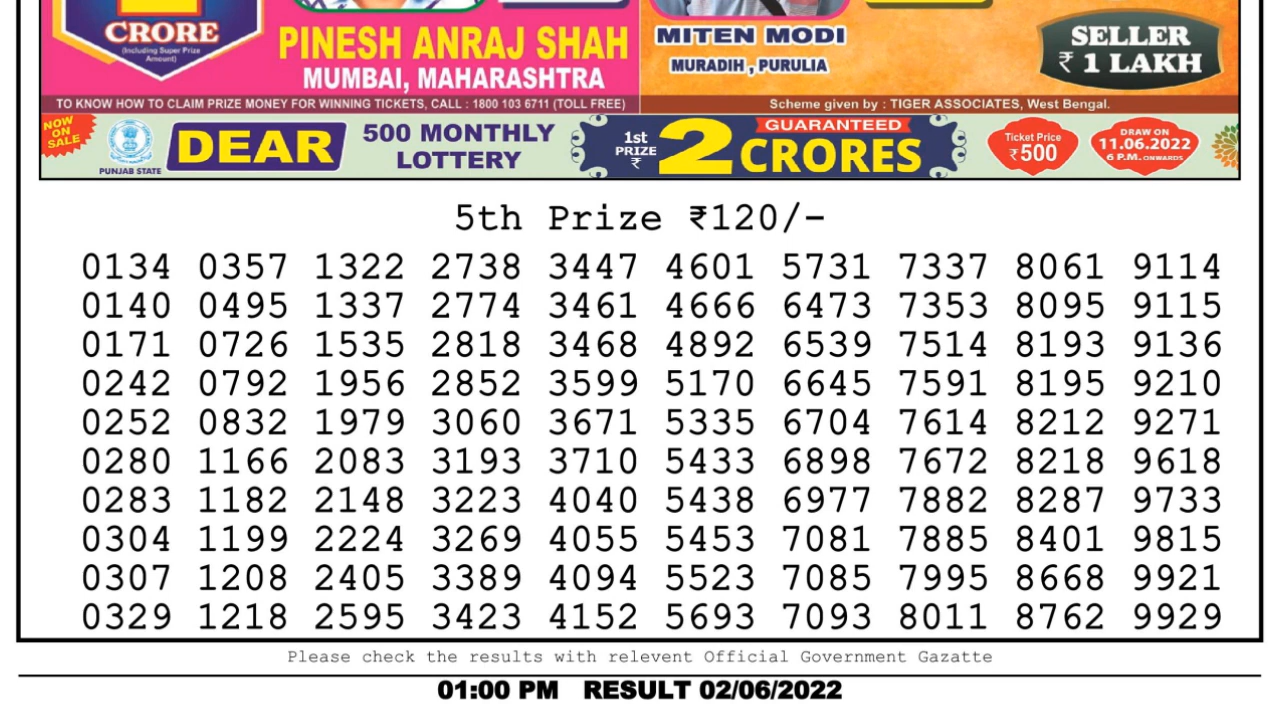 CRORE
(Including Super Prize
Amount)
PINESH ANRAJ SHAH
MUMBAI, MAHARASHTRA
MITEN MODI
MURADIH , PURULIA
SELLER
₹ 1 LAKH
TO KNOW HOW TO CLAIM PRIZE MONEY FOR WINNING TICKETS, CALL : 1800 103 6711 (TOLL FREE)
Scheme given by : TIGER ASSOCIATES, West Bengal.
NOW
ON
SALE
PUNJAB STATE
DEAR
500 MONTHLY
LOTTERY
1st
PRIZE
₹
2
GUARANTEED
CRORES
Ticket Price
₹500
DRAW ON
11.06.2022
6 P.M. ONWARDS
5th Prize ₹120/-
0134 0357 1322 2738 3447 4601 5731 7337 8061 9114
0140 0495 1337 2774 3461 4666 6473 7353 8095 9115
0171 0726 1535 2818 3468 4892 6539 7514 8193 9136
0242 0792 1956 2852 3599 5170 6645 7591 8195 9210
0252 0832 1979 3060 3671 5335 6704 7614 8212 9271
0280 1166 2083 3193 3710 5433 6898 7672 8218 9618
0283 1182 2148 3223 4040 5438 6977 7882 8287 9733
0304 1199 2224 3269 4055 5453 7081 7885 8401 9815
0307 1208 2405 3389 4094 5523 7085 7995 8668 9921
0329 1218 2595 3423 4152 5693 7093 8011 8762 9929
Please check the results with relevent Official Government Gazatte
01:00 PM RESULT 02/06/2022